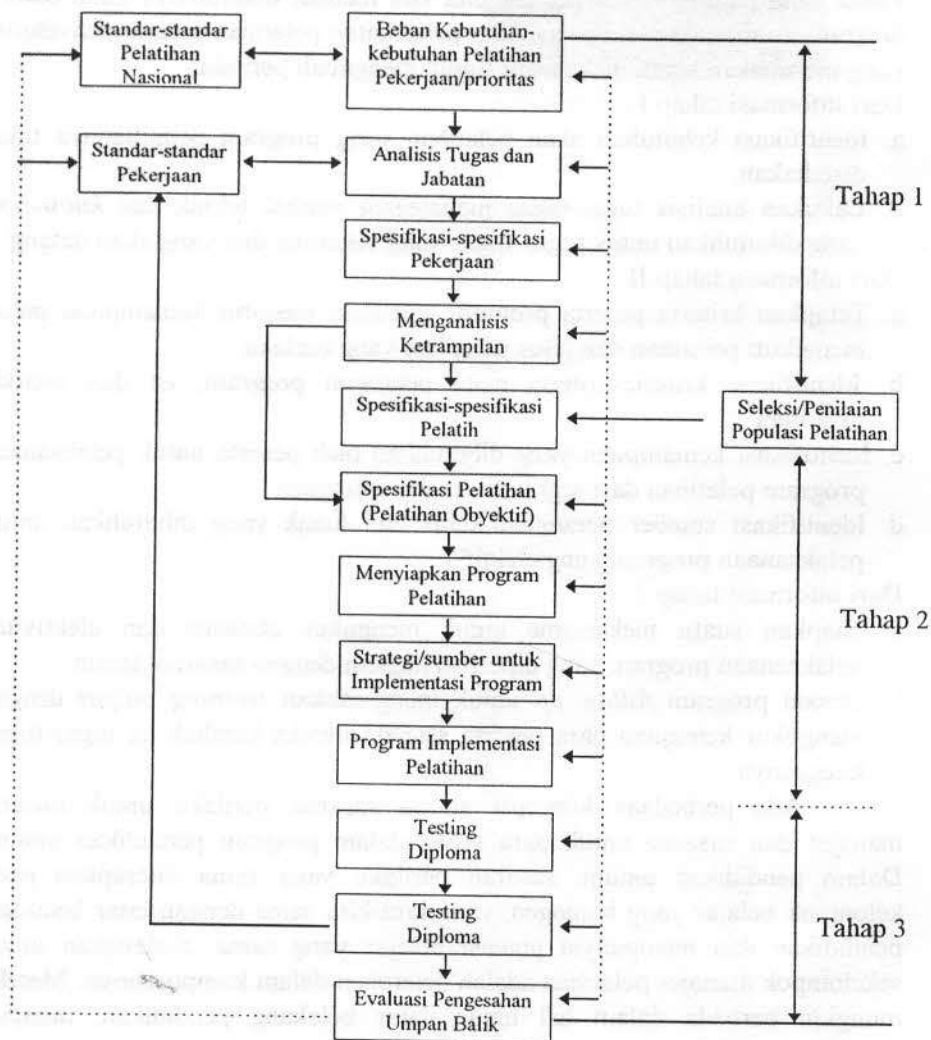 Standar-standar
Pelatihan
Nasional
Beban Kebutuhan-
kebutuhan Pelatihan
Pekerjaan/prioritas
Standar-standar
Pekerjaan
Analisis Tugas dan
Jabatan
Tahap 1
Spesifikasi-spesifikasi
Pekerjaan
Menganalisis
Ketrampilan
Spesifikasi-spesifikasi
Pelatih
Seleksi/Penilaian
Populasi Pelatihan
Spesifikasi Pelatihan
(Pelatihan Obyektif)
Menyiapkan Program
Pelatihan
Tahap 2
Strategi/sumber untuk
Implementasi Program
Program Implementasi
Pelatihan
Testing
Diploma
Testing
Diploma
Tahap 3
Evaluasi Pengesahan
Umpan Balik